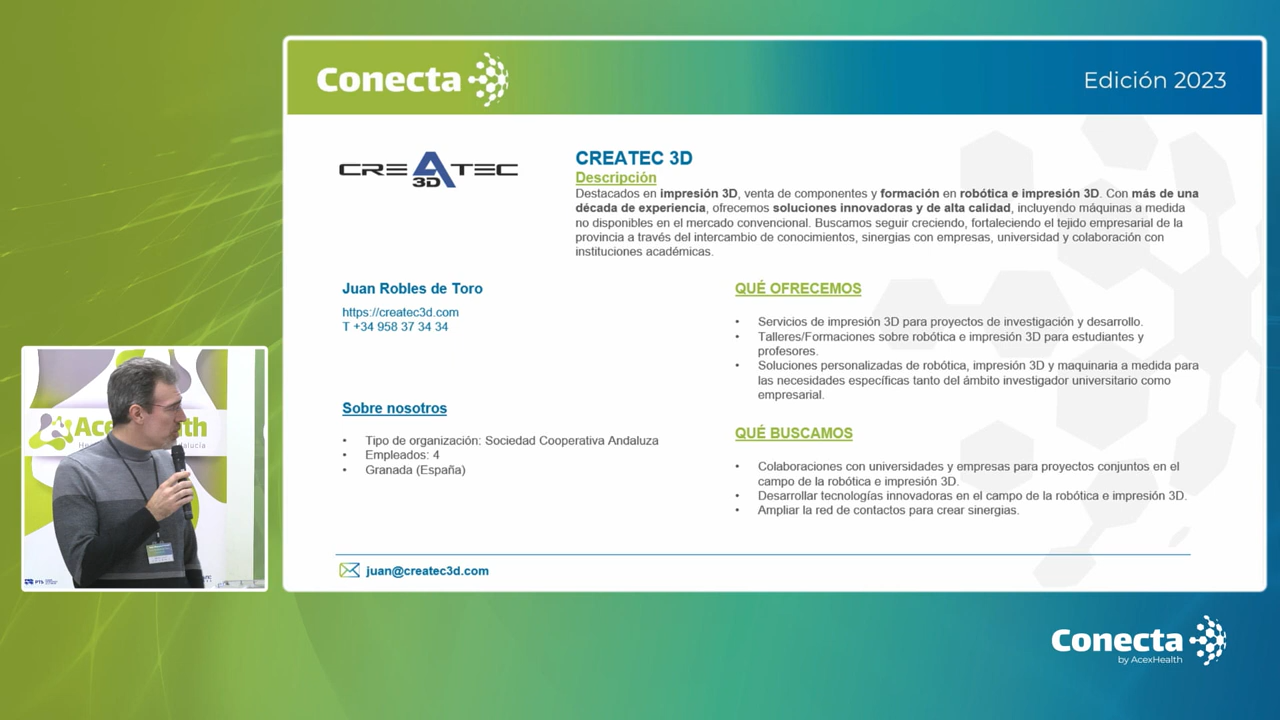 Conecta
Edición 2023
CREATEC
3D
CREATEC 3D
Descripción
Destacados en impresión 3D, venta de componentes y formación en robótica e impresión 3D. Con más de una
década de experiencia, ofrecemos soluciones innovadoras y de alta calidad, incluyendo máquinas a medida
no disponibles en el mercado convencional. Buscamos seguir creciendo, fortaleciendo el tejido empresarial de la
provincia a través del intercambio de conocimientos, sinergias con empresas, universidad y colaboración con
instituciones académicas.
Juan Robles de Toro
https://createc3d.com
T +34 958 37 34 34
Sobre nosotros
• Tipo de organización: Sociedad Cooperativa Andaluza
• Empleados: 4
• Granada (España)
QUÉ OFRECEMOS
• Servicios de impresión 3D para proyectos de investigación y desarrollo.
• Talleres/Formaciones sobre robótica e impresión 3D para estudiantes y
profesores.
• Soluciones personalizadas de robótica, impresión 3D y maquinaria a medida para
las necesidades específicas tanto del ámbito investigador universitario como
empresarial.
QUÉ BUSCAMOS
• Colaboraciones con universidades y empresas para proyectos conjuntos en el
campo de la robótica e impresión 3D.
• Desarrollar tecnologías innovadoras en el campo de la robótica e impresión 3D.
• Ampliar la red de contactos para crear sinergias.
juan@createc3d.com
PTS
Conecta
by AcexHealth